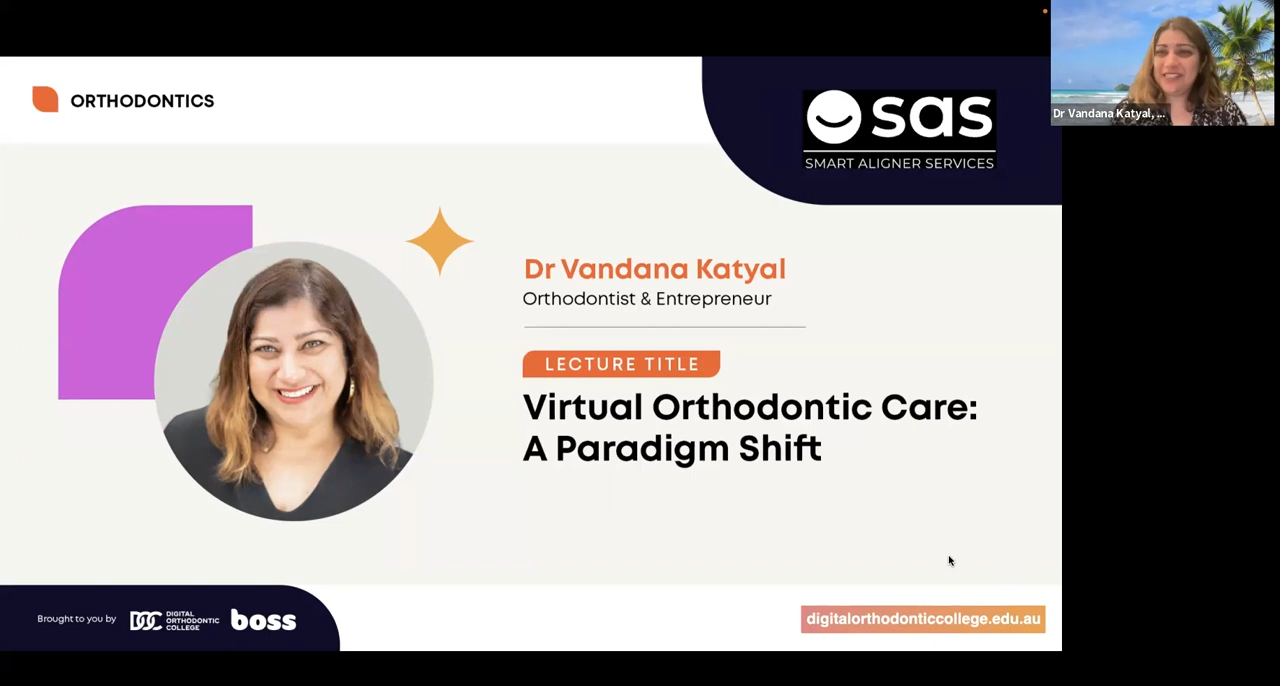 ORTHODONTICS
sas
SMART ALIGNER SERVICES
Dr Vandana Katyal, ...
Dr Vandana Katyal
Orthodontist & Entrepreneur
LECTURE TITLE
Virtual Orthodontic Care:
A Paradigm Shift
Brought to you by
DOC
DIGITAL
ORTHODONTIC
COLLEGE
boss
digitalorthodonticcollege.edu.au